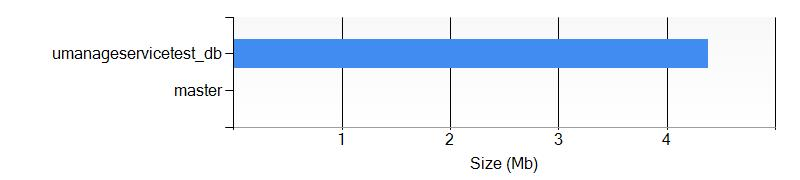 umanageservicetest_db
master
1 2 3 4
Size (Mb)